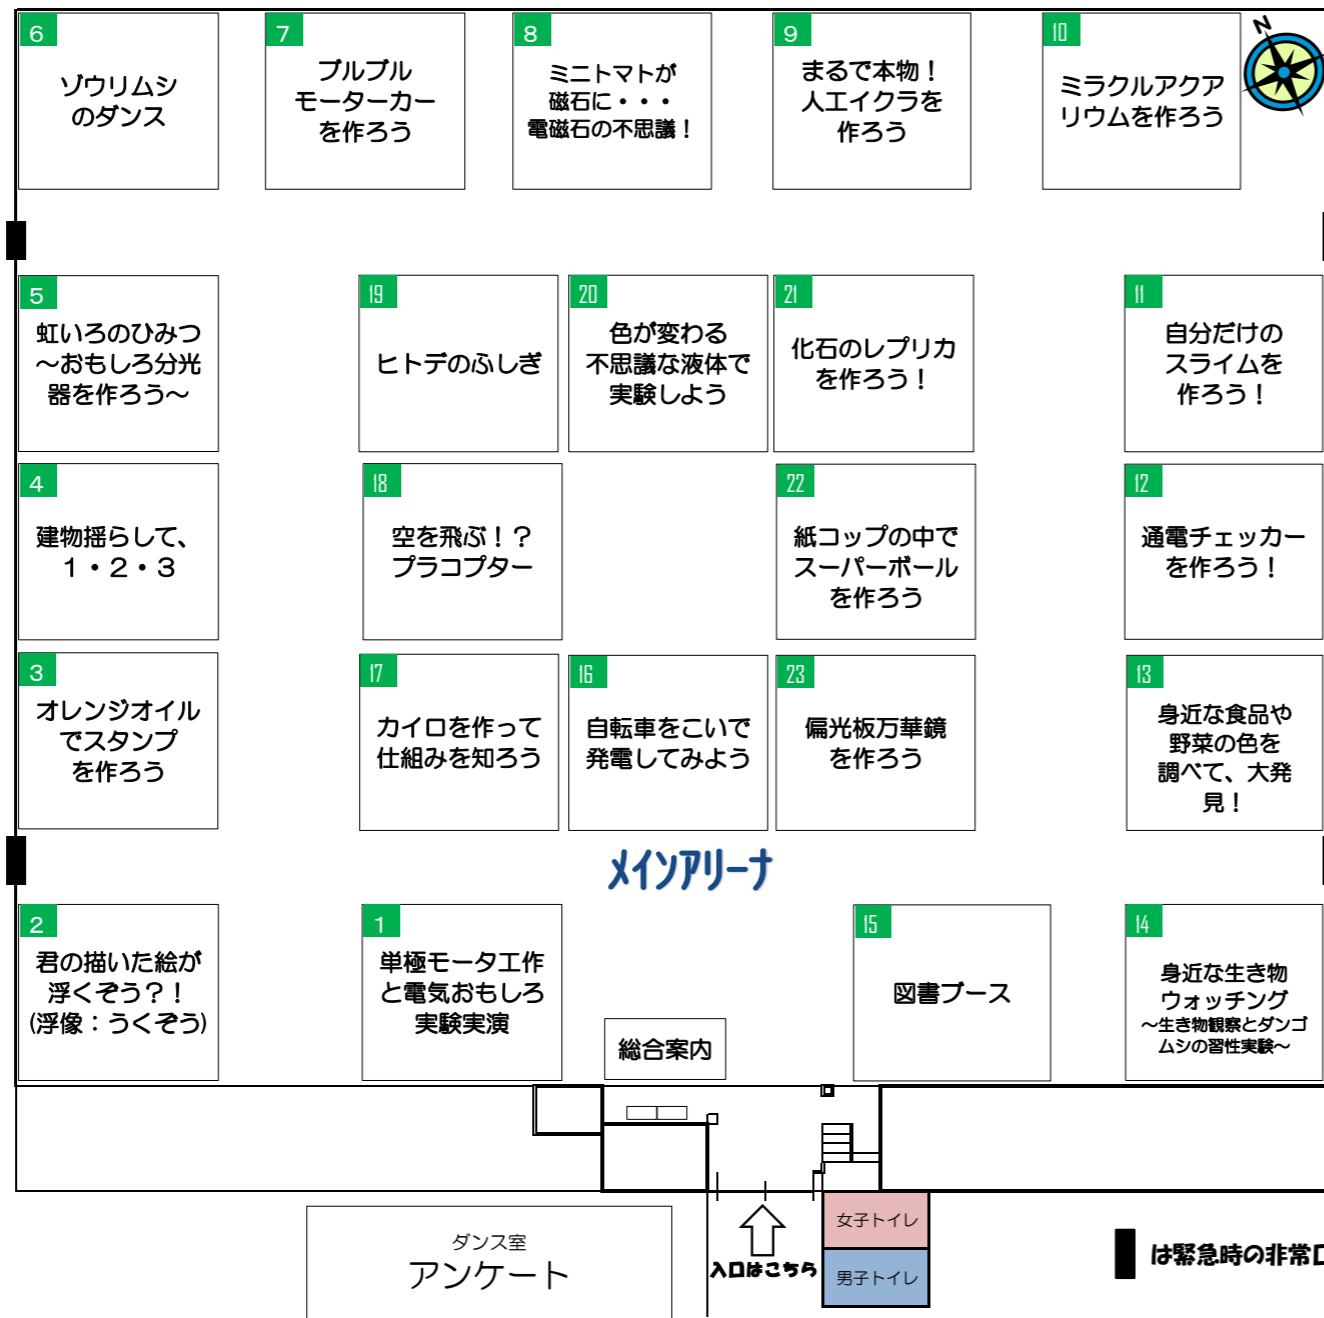 N
6
ゾウリムシ
のダンス
7
ブルブル
モーターカー
を作ろう
8
ミニトマトが
磁石に・・・
電磁石の不思議！
9
まるで本物！
人工イクラを
作ろう
10
ミラクルアクア
リウムを作ろう
5
虹いろのひみつ
～おもしろ分光
器を作ろう～
19
ヒトデのふしぎ
20
色が変わる
不思議な液体で
実験しよう
21
化石のレプリカ
を作ろう！
11
自分だけの
スライムを
作ろう！
4
建物揺らして、
１・２・３
18
空を飛ぶ！？
プラコプター
22
紙コップの中で
スーパーボール
を作ろう
12
通電チェッカー
を作ろう！
3
オレンジオイル
でスタンプ
を作ろう
17
カイロを作って
仕組みを知ろう
16
自転車をこいで
発電してみよう
23
偏光板万華鏡
を作ろう
13
身近な食品や
野菜の色を
調べて、大発
見！
メインアリーナ
2
君の描いた絵が
浮くぞう？！
(浮像：うくぞう)
1
単極モータ工作
と電気おもしろ
実験実演
総合案内
15
図書ブース
14
身近な生き物
ウォッチング
～生き物観察とダンゴ
ムシの習性実験～
ダンス室
アンケート
入口はこちら
女子トイレ
男子トイレ
は緊急時の非常口